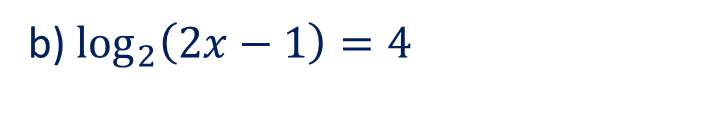 b) log₂(2x − 1) = 4